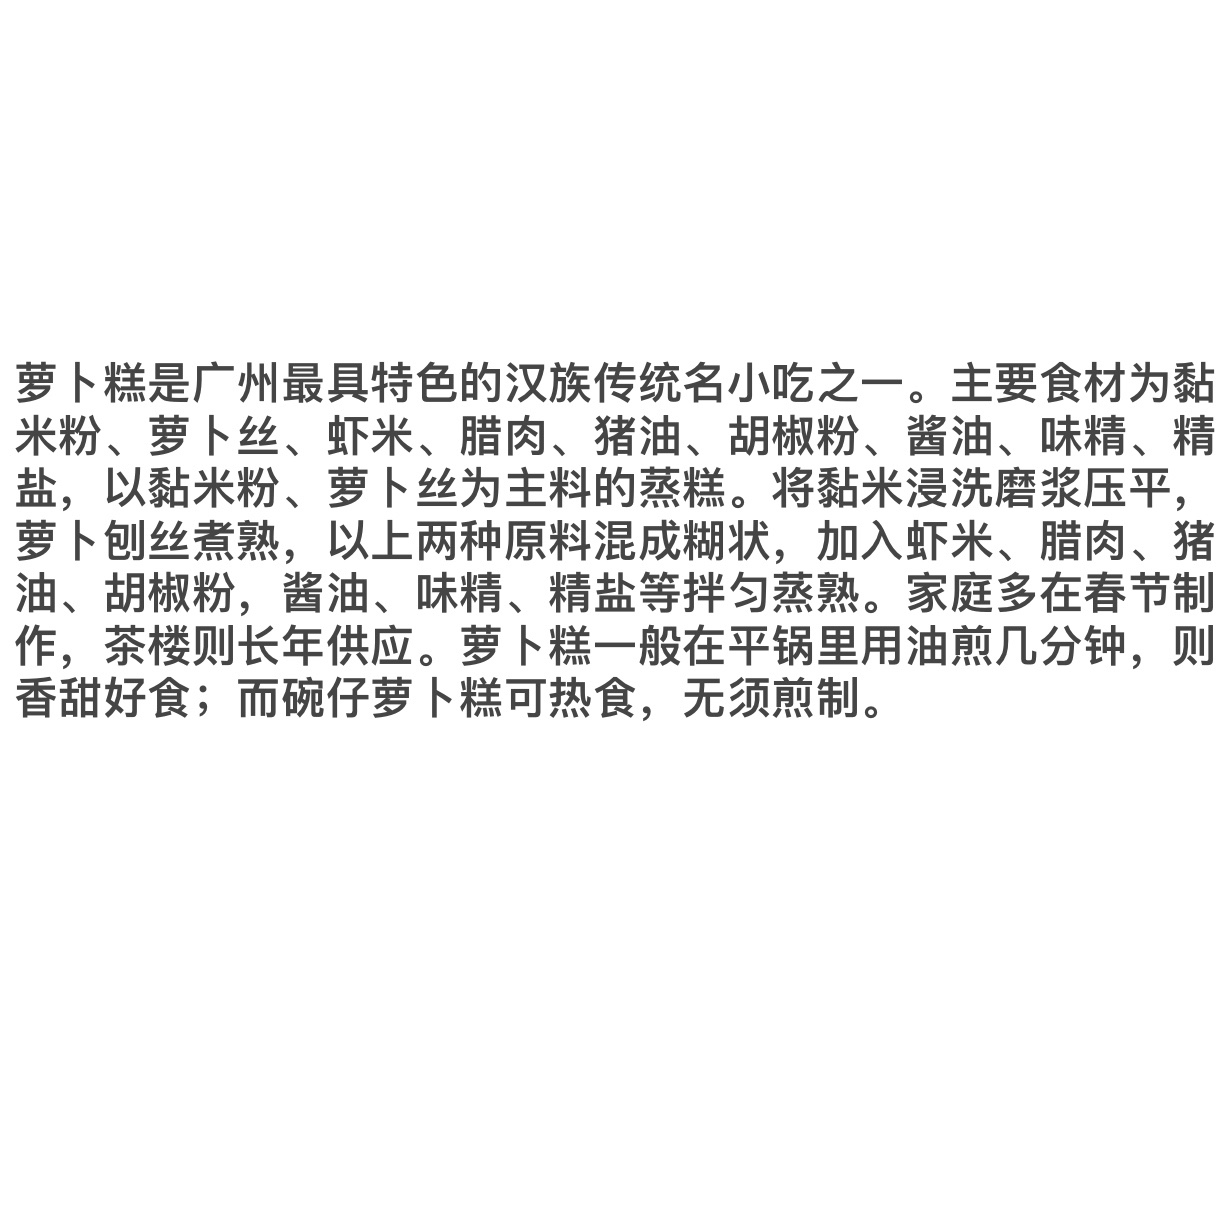 萝卜糕是广州最具特色的汉族传统名小吃之一。主要食材为黏
米粉、萝卜丝、虾米、腊肉、猪油、胡椒粉、酱油、味精、精
盐，以黏米粉、萝卜丝为主料的蒸糕。将黏米浸洗磨浆压平，
萝卜刨丝煮熟，以上两种原料混成糊状，加入虾米、腊肉、猪
油、胡椒粉，酱油、味精、精盐等拌匀蒸熟。家庭多在春节制
作，茶楼则长年供应。萝卜糕一般在平锅里用油煎几分钟，则
香甜好食；而碗仔萝卜糕可热食，无须煎制。